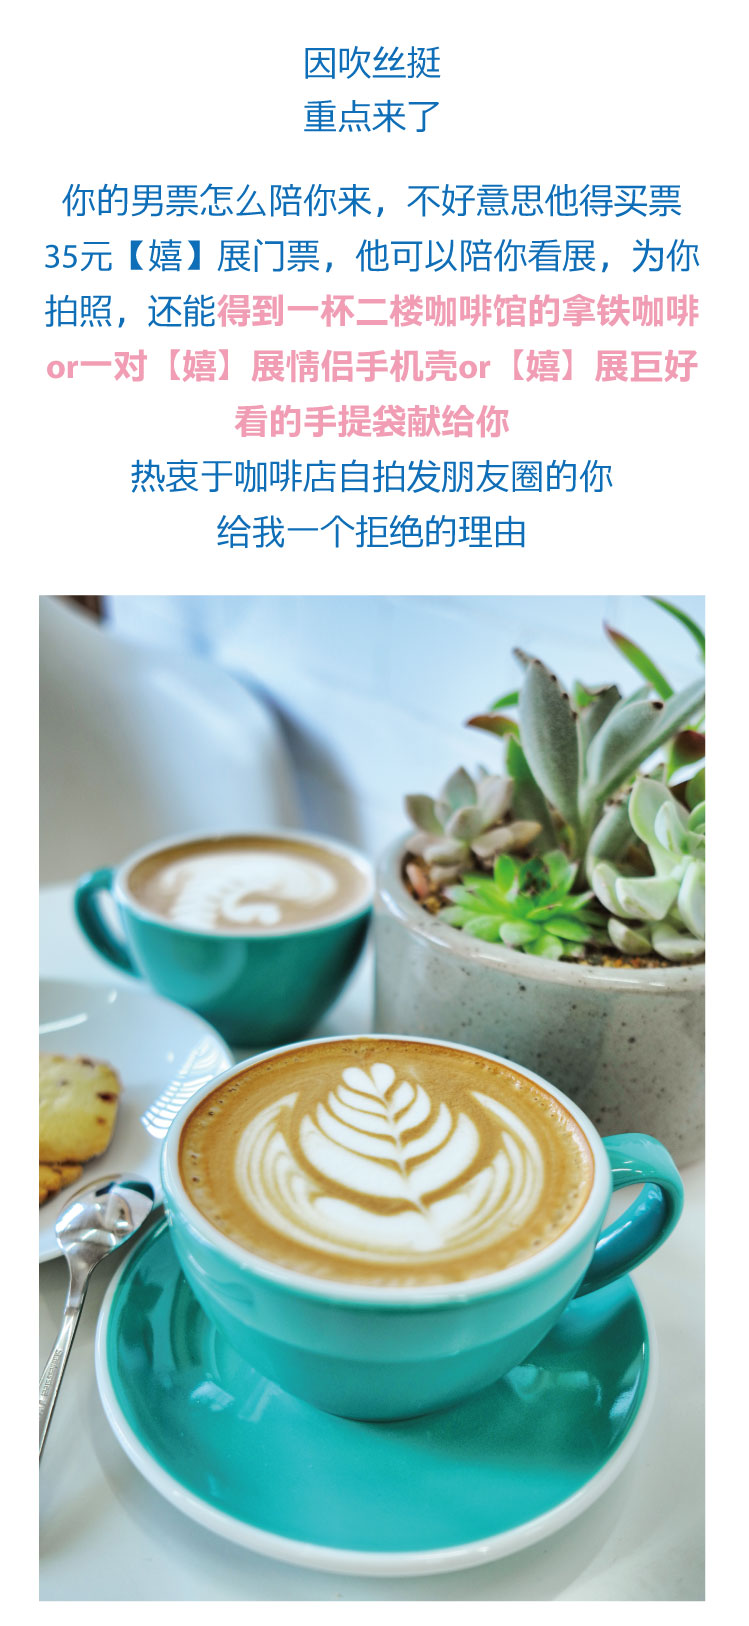 因吹丝挺
重点来了
你的男票怎么陪你来，不好意思他得买票
35元【嬉】展门票，他可以陪你看展，为你
拍照，还能得到一杯二楼咖啡馆的拿铁咖啡
or一对【嬉】展情侣手机壳or【嬉】展巨好
看的手提袋献给你
热衷于咖啡店自拍发朋友圈的你
给我一个拒绝的理由